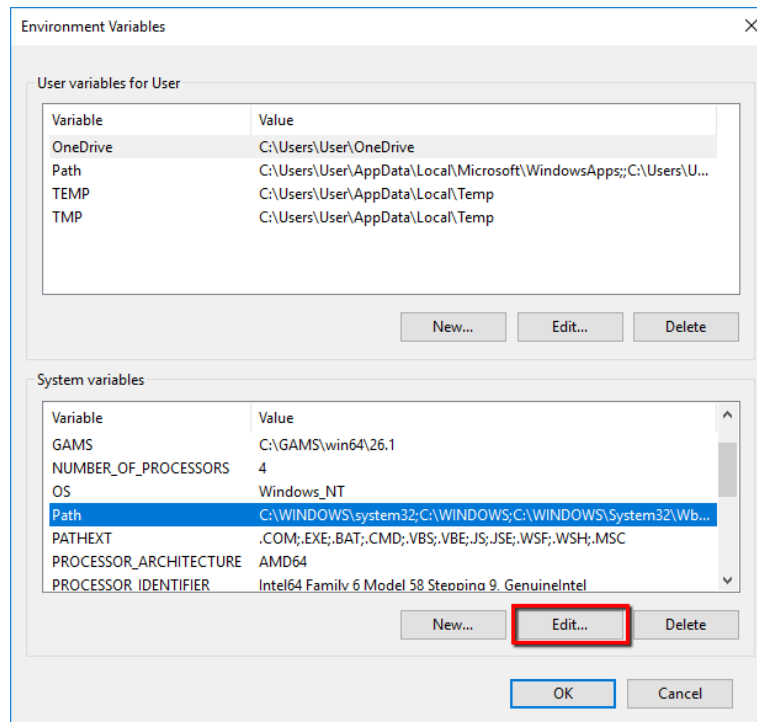 Environment Variables
User variables for User
Variable Value
OneDrive C:\Users\User\OneDrive
Path C:\Users\User\AppData\Local\Microsoft\WindowsApps;;C:\Users\U...
TEMP C:\Users\User\AppData\Local\Temp
TMP C:\Users\User\AppData\Local\Temp
New... Edit... Delete
System variables
Variable Value
GAMS C:\GAMS\win64\26.1
NUMBER_OF_PROCESSORS 4
OS Windows_NT
Path C:\WINDOWS\system32;C:\WINDOWS;C:\WINDOWS\System32\Wb...
PATHEXT .COM;.EXE;.BAT;.CMD;.VBS;.VBE;.JS;.JSE;.WSF;.WSH;.MSC
PROCESSOR_ARCHITECTURE AMD64
PROCESSOR_IDENTIFIER Intel64 Family 6 Model 58 Stepping 9, GenuineIntel
New... Edit... Delete
OK Cancel